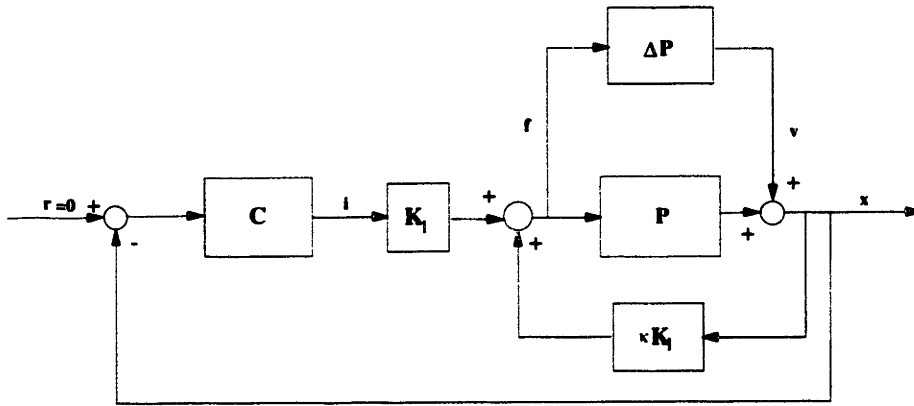 ΔP
f
v
r=0
+
C
i
K_i
+
+
P
+
+
x
-
κK_i